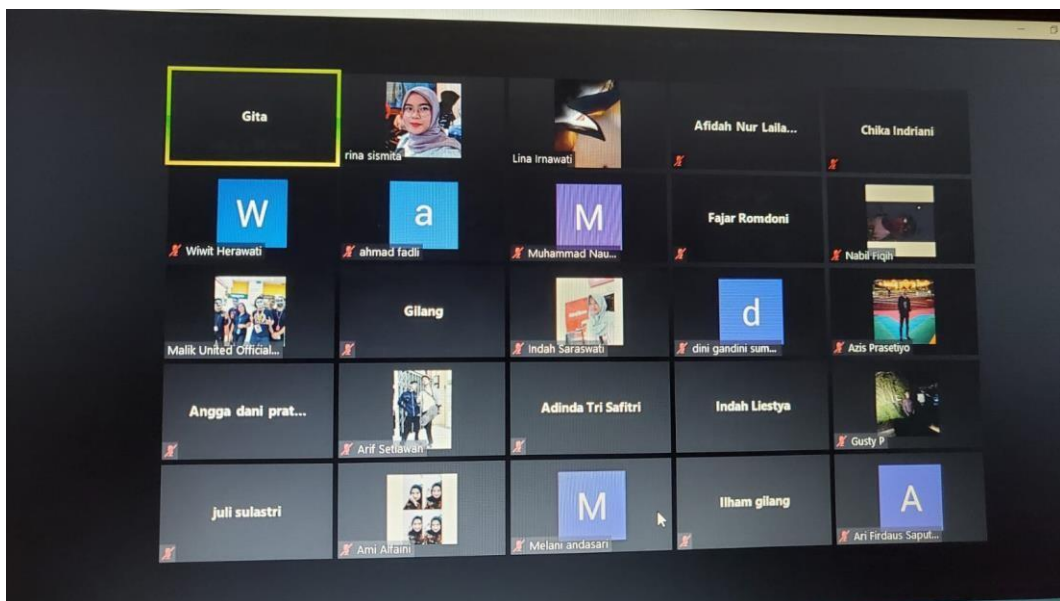 Gita
rina sismita
Lina Irnawati
Afidah Nur Laila...
Chika Indriani
W
Wiwit Herawati
a
ahmad fadli
M
Muhammad Nau...
Fajar Romdoni
Nabil Fiqih
Malik United Official...
Gilang
Indah Saraswati
d
dini gandini sum...
Azis Prasetiyo
Angga dani prat...
Arif Setiawan
Adinda Tri Safitri
Indah Liestya
Gusty P
juli sulastri
Ami Alfaini
M
Melani andasari
Ilham gilang
A
Ari Firdaus Saput...